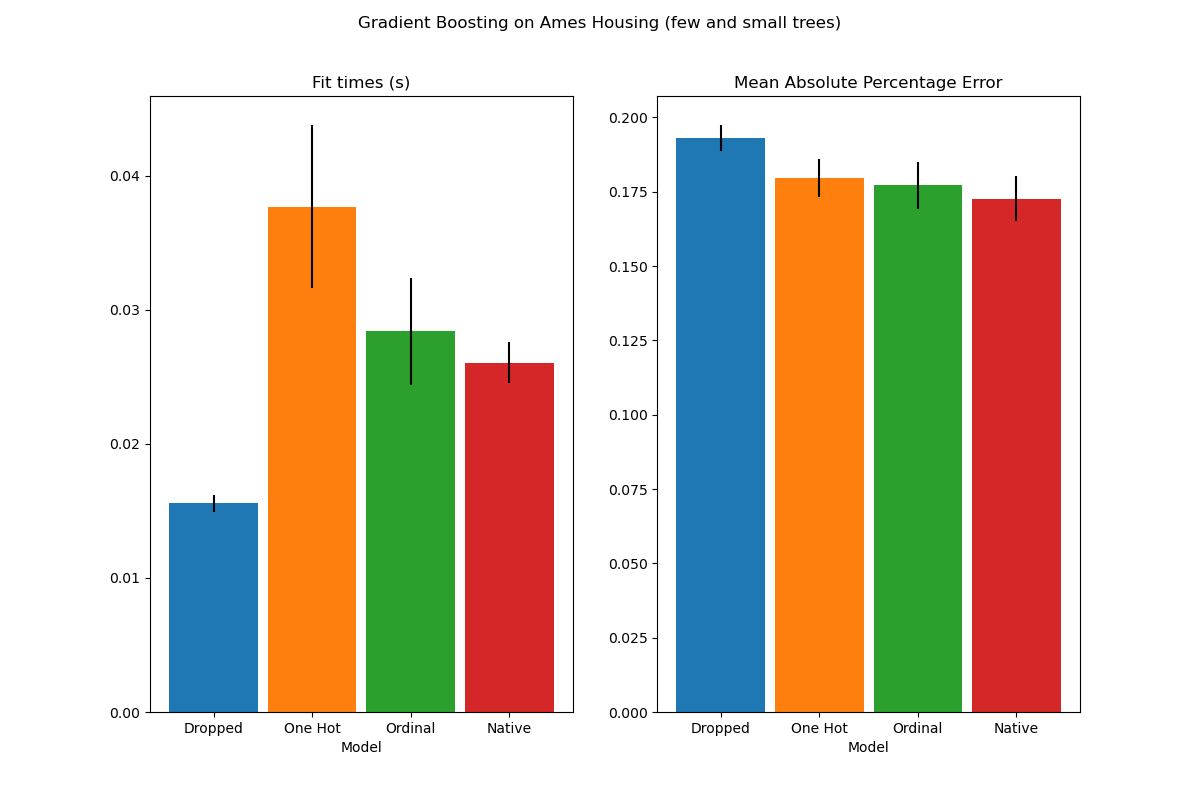 Gradient Boosting on Ames Housing (few and small trees)
Fit times (s)
0.04
0.03
0.02
0.01
0.00
Dropped One Hot Ordinal Native
Model
Mean Absolute Percentage Error
0.200
0.175
0.150
0.125
0.100
0.075
0.050
0.025
0.000
Dropped One Hot Ordinal Native
Model